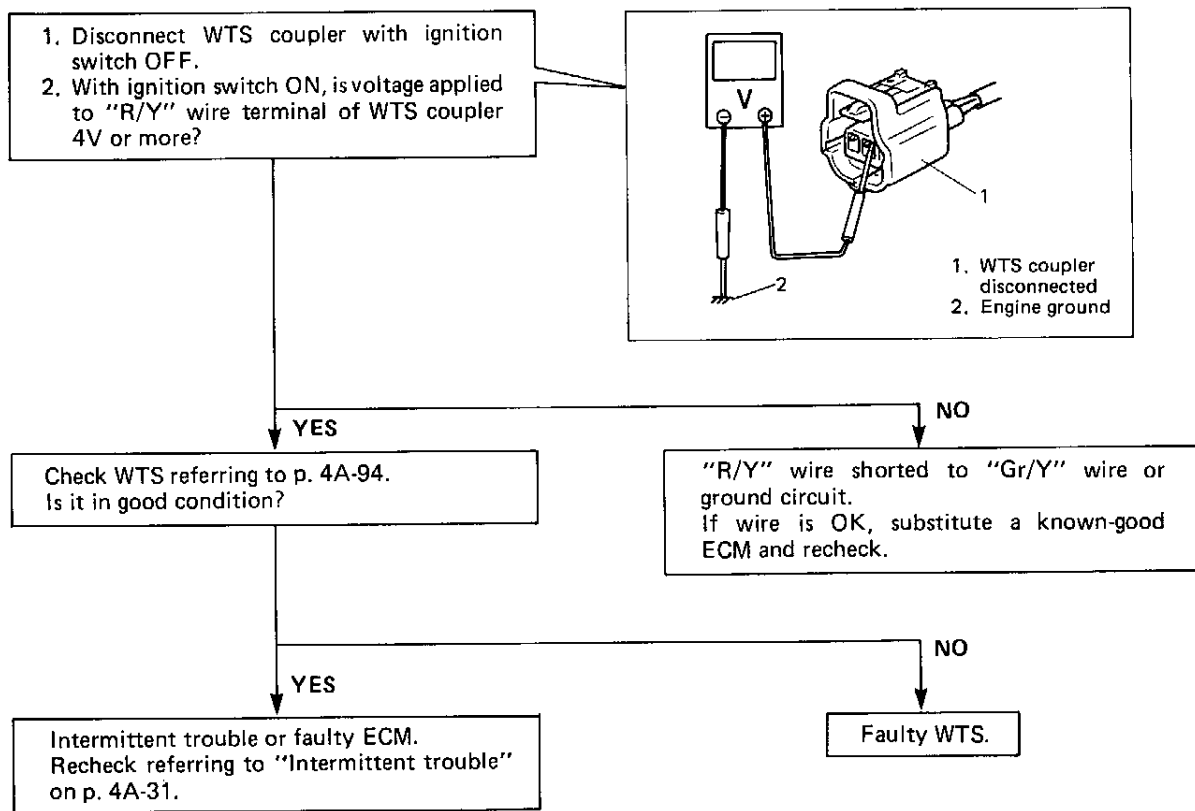 1. Disconnect WTS coupler with ignition
switch OFF.
2. With ignition switch ON, is voltage applied
to "R/Y" wire terminal of WTS coupler
4V or more?
V
⊖ ⊕
1
2
1. WTS coupler
disconnected
2. Engine ground
YES
NO
Check WTS referring to p. 4A-94.
Is it in good condition?
"R/Y" wire shorted to "Gr/Y" wire or
ground circuit.
If wire is OK, substitute a known-good
ECM and recheck.
YES
NO
Intermittent trouble or faulty ECM.
Recheck referring to "Intermittent trouble"
on p. 4A-31.
Faulty WTS.